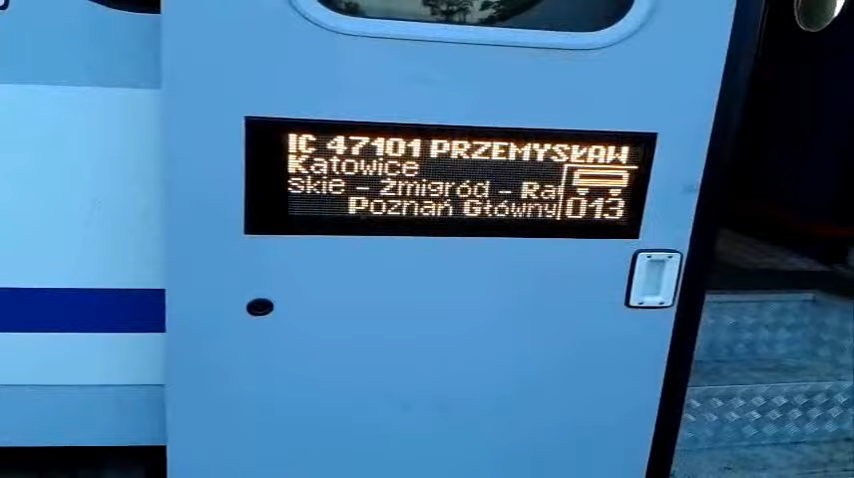 IC 47101 PRZEMYSŁAW
Katowice
skie - Żmigród - Ra
Poznań Główny
013